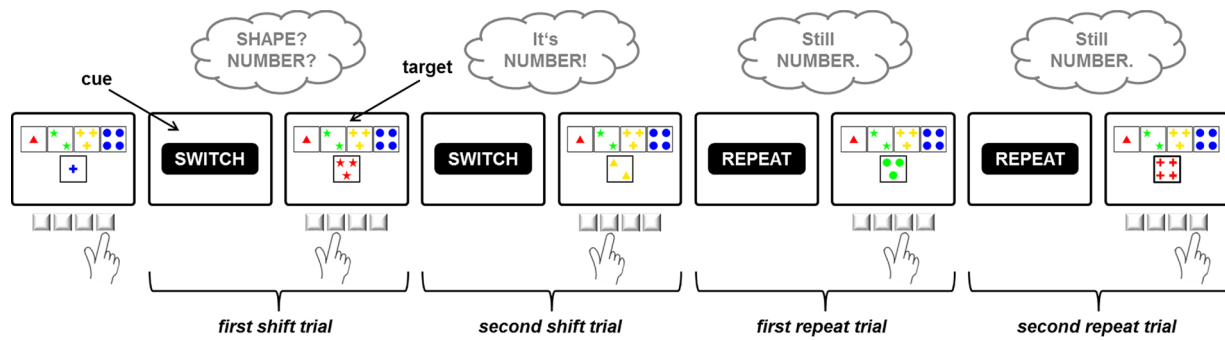 SHAPE?
NUMBER?
It's
NUMBER!
Still
NUMBER.
Still
NUMBER.
cue
target
SWITCH
SWITCH
REPEAT
REPEAT
first shift trial
second shift trial
first repeat trial
second repeat trial